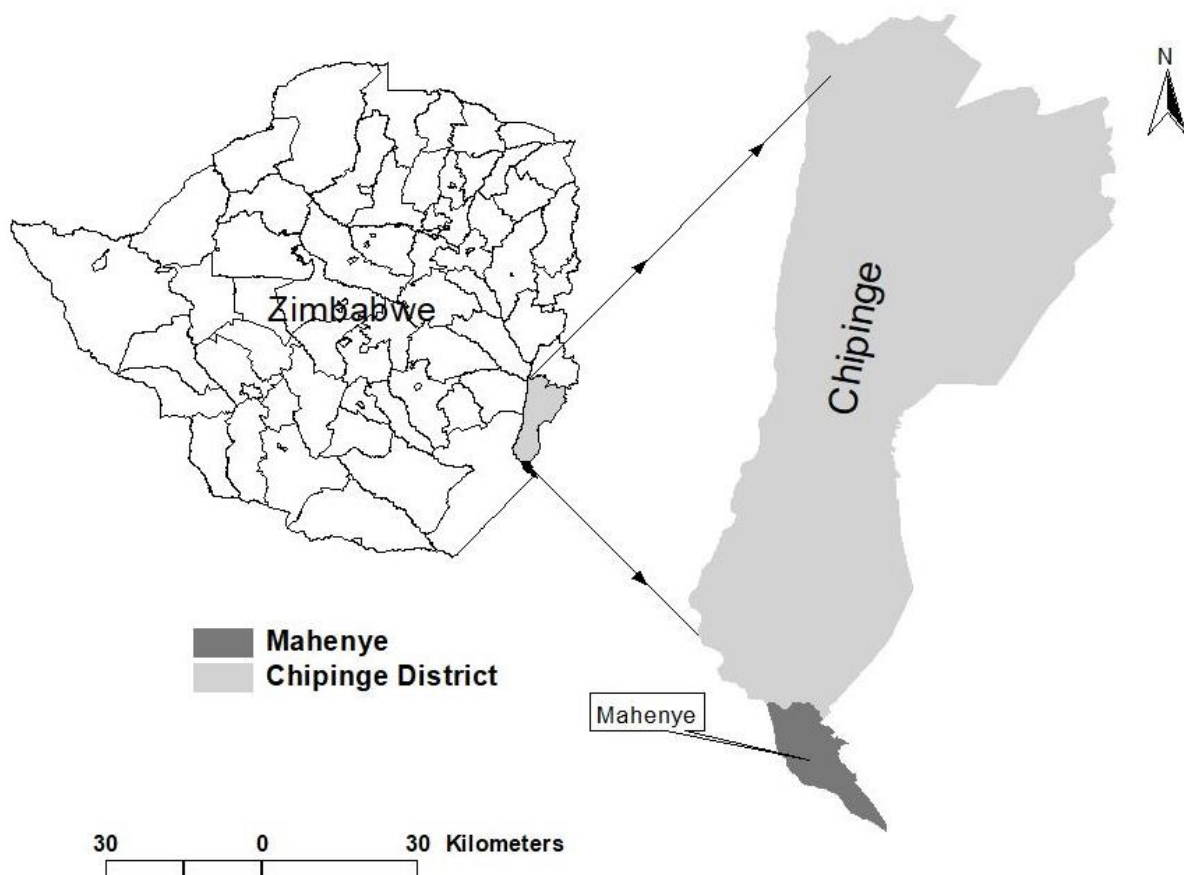 N
Zimbabwe
Chipinge
Mahenye
Chipinge District
Mahenye
30 0 30 Kilometers